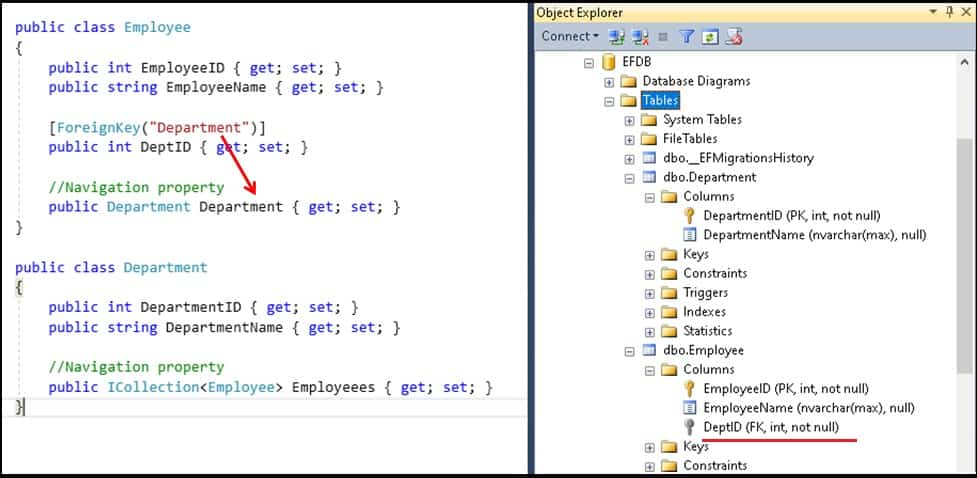 public class Employee
{
public int EmployeeID { get; set; }
public string EmployeeName { get; set; }
[ForeignKey("Department")]
public int DeptID { get; set; }
//Navigation property
public Department Department { get; set; }
}
public class Department
{
public int DepartmentID { get; set; }
public string DepartmentName { get; set; }
//Navigation property
public ICollection<Employee> Employeees { get; set; }
}
Object Explorer
Connect
EFDB
Database Diagrams
Tables
System Tables
FileTables
dbo.__EFMigrationsHistory
dbo.Department
Columns
DepartmentID (PK, int, not null)
DepartmentName (nvarchar(max), null)
Keys
Constraints
Triggers
Indexes
Statistics
dbo.Employee
Columns
EmployeeID (PK, int, not null)
EmployeeName (nvarchar(max), null)
DeptID (FK, int, not null)
Keys
Constraints